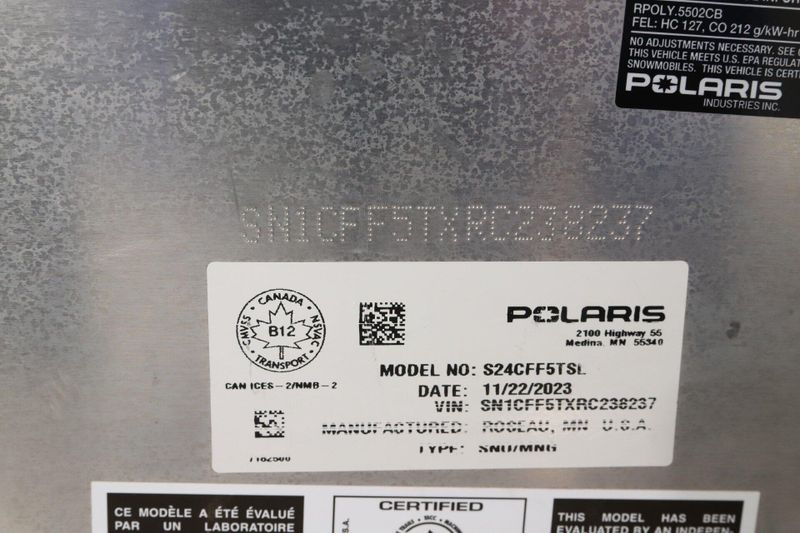 RPOLY.5502CB
FEL: HC 127, CO 212 g/kW-hr
NO ADJUSTMENTS NECESSARY. SEE
THIS VEHICLE MEETS U.S. EPA
SNOWMOBILES. THIS VEHICLE IS
POLARIS
INDUSTRIES INC.
SN1CFF5TXRC238237
CANADA
CMVSS
NSVAC
B12
TRANSPORT
CAN ICES-2/NMB-2
POLARIS
2100 Highway 55
Medina, MN 55340
MODEL NO: S24CFF5TSL
DATE: 11/22/2023
VIN: SN1CFF5TXRC238237
MANUFACTURED: ROSEAU, MN U.S.A.
TYPE: SNO/MNG
7182500
CE MODÈLE A ÉTÉ ÉVALUÉ
PAR UN LABORATOIRE
CERTIFIED
THIS MODEL HAS BEEN
EVALUATED BY AN INDEPEN-